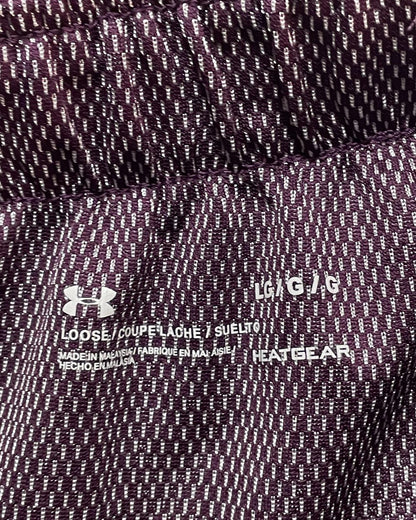 LG / G / G
LOOSE / COUPE LÂCHE / SUELTO
MADE IN MALAYSIA / FABRIQUÉ EN MALAISIE /
HECHO EN MALASIA
HEATGEAR